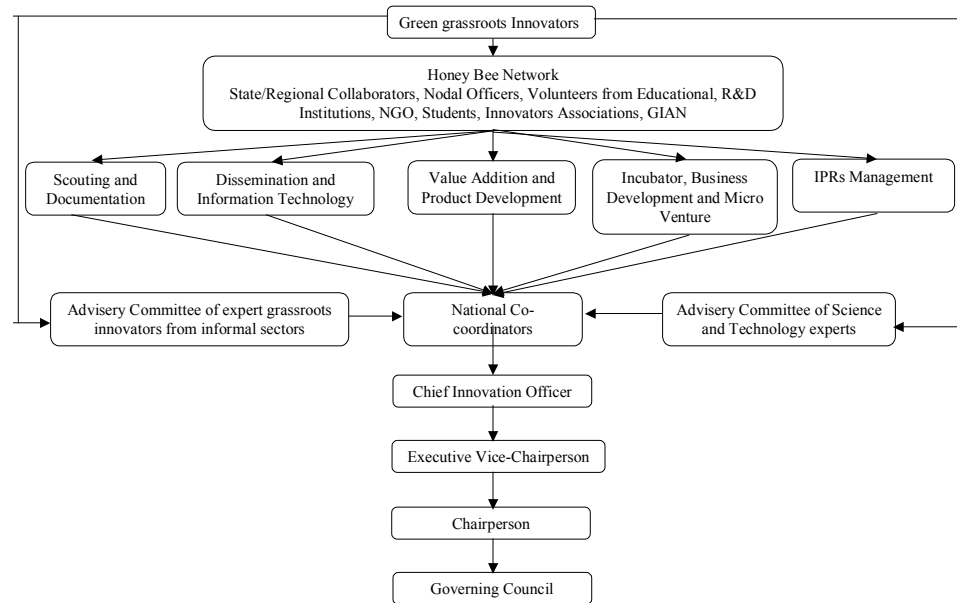 Green grassroots Innovators
Honey Bee Network
State/Regional Collaborators, Nodal Officers, Volunteers from Educational, R&D
Institutions, NGO, Students, Innovators Associations, GIAN
Scouting and
Documentation
Dissemination and
Information Technology
Value Addition and
Product Development
Incubator, Business
Development and Micro
Venture
IPRs Management
Advisery Committee of expert grassroots
innovators from informal sectors
National Co-
coordinators
Advisery Committee of Science
and Technology experts
Chief Innovation Officer
Executive Vice-Chairperson
Chairperson
Governing Council